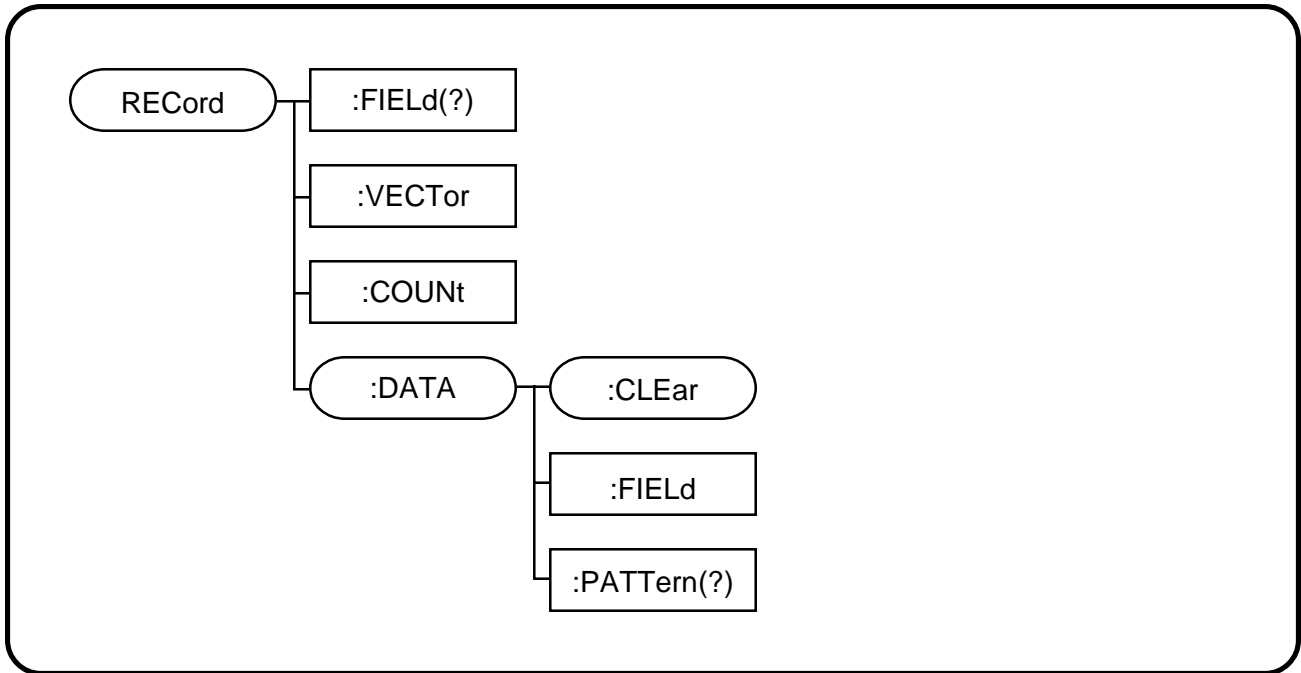 RECord
:FIELd(?)
:VECTor
:COUNt
:DATA
:CLEar
:FIELd
:PATTern(?)